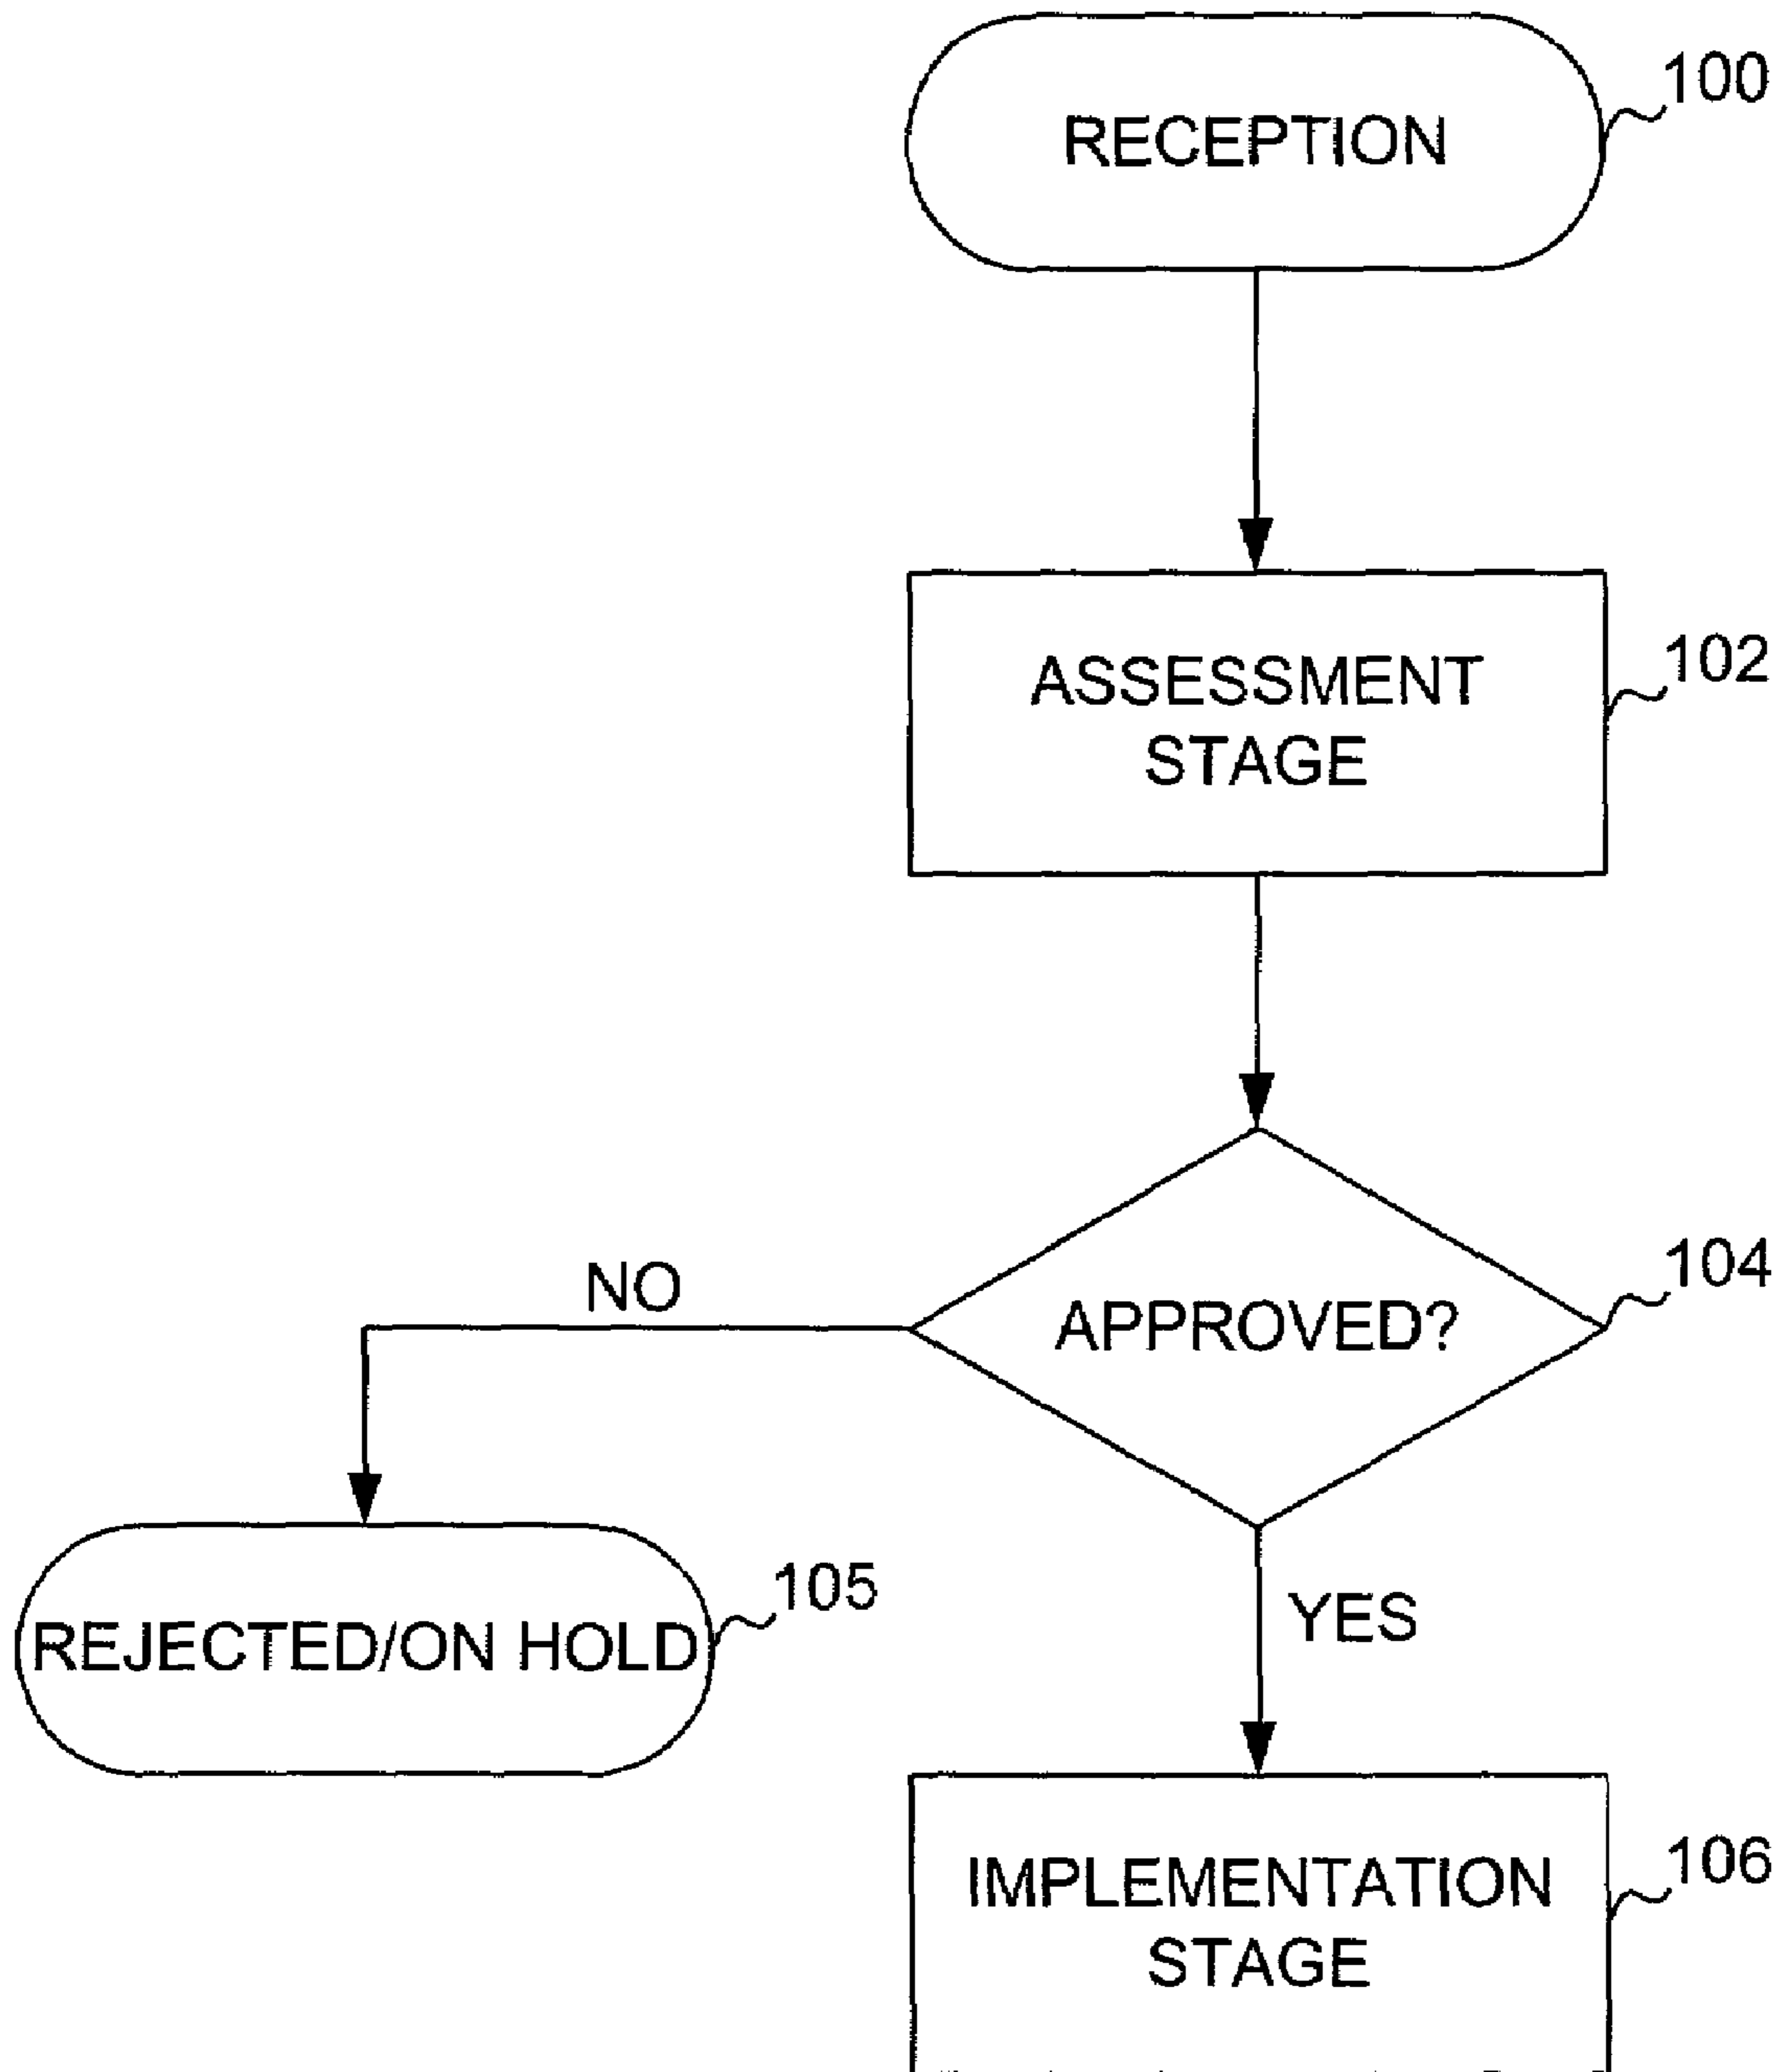 RECEPTION
100
ASSESSMENT
STAGE
102
APPROVED?
104
NO
YES
REJECTED/ON HOLD
105
IMPLEMENTATION
STAGE
106